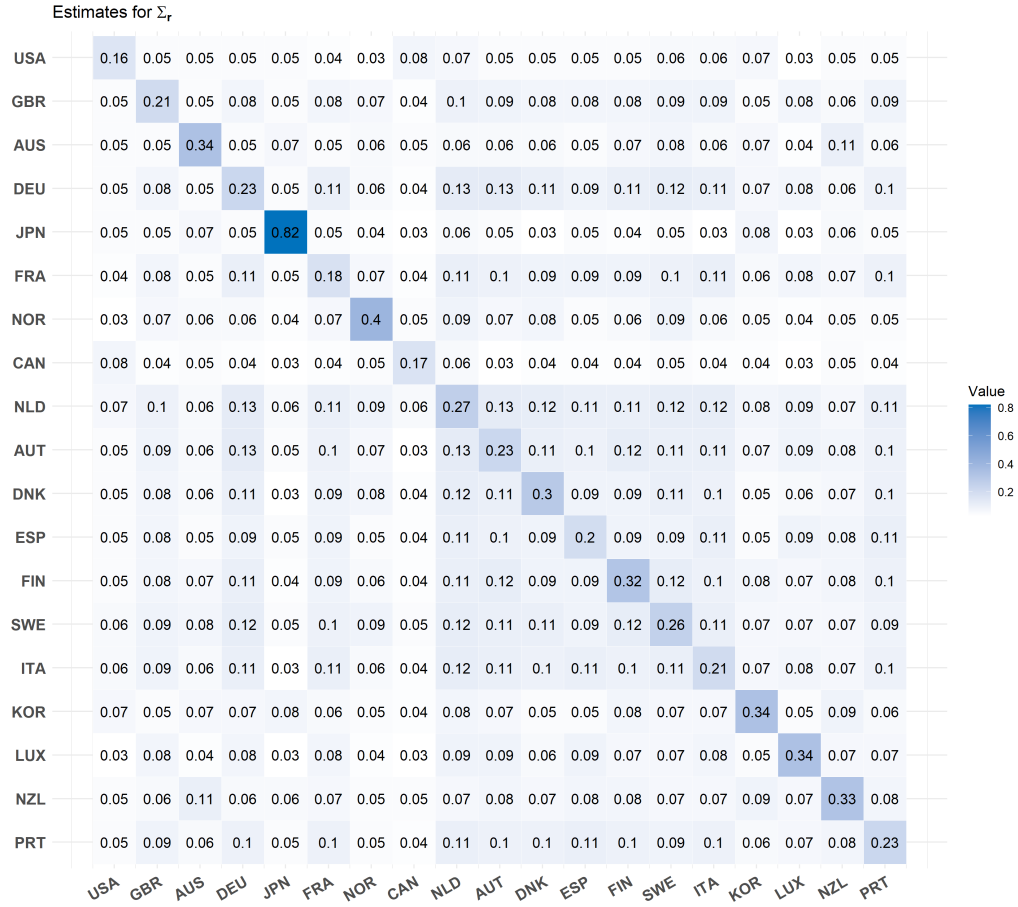 Estimates for Σr
USA 0.16 0.05 0.05 0.05 0.05 0.04 0.03 0.08 0.07 0.05 0.05 0.05 0.06 0.06 0.07 0.03 0.05 0.05
GBR 0.05 0.21 0.05 0.08 0.05 0.08 0.07 0.04 0.1 0.09 0.08 0.08 0.08 0.09 0.09 0.05 0.08 0.06 0.09
AUS 0.05 0.05 0.34 0.05 0.07 0.05 0.06 0.05 0.06 0.06 0.06 0.05 0.07 0.08 0.06 0.07 0.04 0.11 0.06
DEU 0.05 0.08 0.05 0.23 0.05 0.11 0.06 0.04 0.13 0.13 0.11 0.09 0.11 0.12 0.11 0.07 0.08 0.06 0.1
JPN 0.05 0.05 0.07 0.05 0.82 0.05 0.04 0.03 0.06 0.05 0.03 0.05 0.04 0.05 0.03 0.08 0.03 0.06 0.05
FRA 0.04 0.08 0.05 0.11 0.05 0.18 0.07 0.04 0.11 0.1 0.09 0.09 0.09 0.1 0.11 0.06 0.08 0.07 0.1
NOR 0.03 0.07 0.06 0.06 0.04 0.07 0.4 0.05 0.09 0.07 0.08 0.05 0.06 0.09 0.06 0.05 0.04 0.05 0.05
CAN 0.08 0.04 0.05 0.04 0.03 0.04 0.05 0.17 0.06 0.03 0.04 0.04 0.04 0.05 0.04 0.04 0.03 0.05 0.04
NLD 0.07 0.1 0.06 0.13 0.06 0.11 0.09 0.06 0.27 0.13 0.12 0.11 0.11 0.12 0.12 0.08 0.09 0.07 0.11
AUT 0.05 0.09 0.06 0.13 0.05 0.1 0.07 0.03 0.13 0.23 0.11 0.1 0.12 0.11 0.11 0.07 0.09 0.08 0.1
DNK 0.05 0.08 0.06 0.11 0.03 0.09 0.08 0.04 0.12 0.11 0.3 0.09 0.09 0.11 0.1 0.05 0.06 0.07 0.1
ESP 0.05 0.08 0.05 0.09 0.05 0.09 0.05 0.04 0.11 0.1 0.09 0.2 0.09 0.09 0.11 0.05 0.09 0.08 0.11
FIN 0.05 0.08 0.07 0.11 0.04 0.09 0.06 0.04 0.11 0.12 0.09 0.09 0.32 0.12 0.1 0.08 0.07 0.08 0.1
SWE 0.06 0.09 0.08 0.12 0.05 0.1 0.09 0.05 0.12 0.11 0.11 0.09 0.12 0.26 0.11 0.07 0.07 0.07 0.09
ITA 0.06 0.09 0.06 0.11 0.03 0.11 0.06 0.04 0.12 0.11 0.1 0.11 0.1 0.11 0.21 0.07 0.08 0.07 0.1
KOR 0.07 0.05 0.07 0.07 0.08 0.06 0.05 0.04 0.08 0.07 0.05 0.05 0.08 0.07 0.07 0.34 0.05 0.09 0.06
LUX 0.03 0.08 0.04 0.08 0.03 0.08 0.04 0.03 0.09 0.09 0.06 0.09 0.07 0.07 0.08 0.05 0.34 0.07 0.07
NZL 0.05 0.06 0.11 0.06 0.06 0.07 0.05 0.05 0.07 0.08 0.07 0.08 0.08 0.07 0.07 0.09 0.07 0.33 0.08
PRT 0.05 0.09 0.06 0.1 0.05 0.1 0.05 0.04 0.11 0.1 0.1 0.11 0.1 0.09 0.1 0.06 0.07 0.08 0.23
USA GBR AUS DEU JPN FRA NOR CAN NLD AUT DNK ESP FIN SWE ITA KOR LUX NZL PRT
Value
0.8
0.6
0.4
0.2